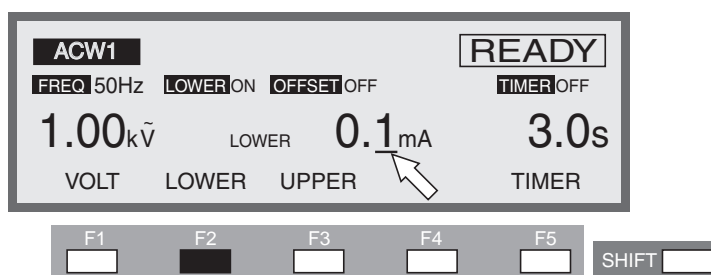 ACW1 READY
FREQ 50Hz LOWER ON OFFSET OFF TIMER OFF
1.00kṼ LOWER 0.1mA 3.0s
VOLT LOWER UPPER TIMER
F1 F2 F3 F4 F5
SHIFT